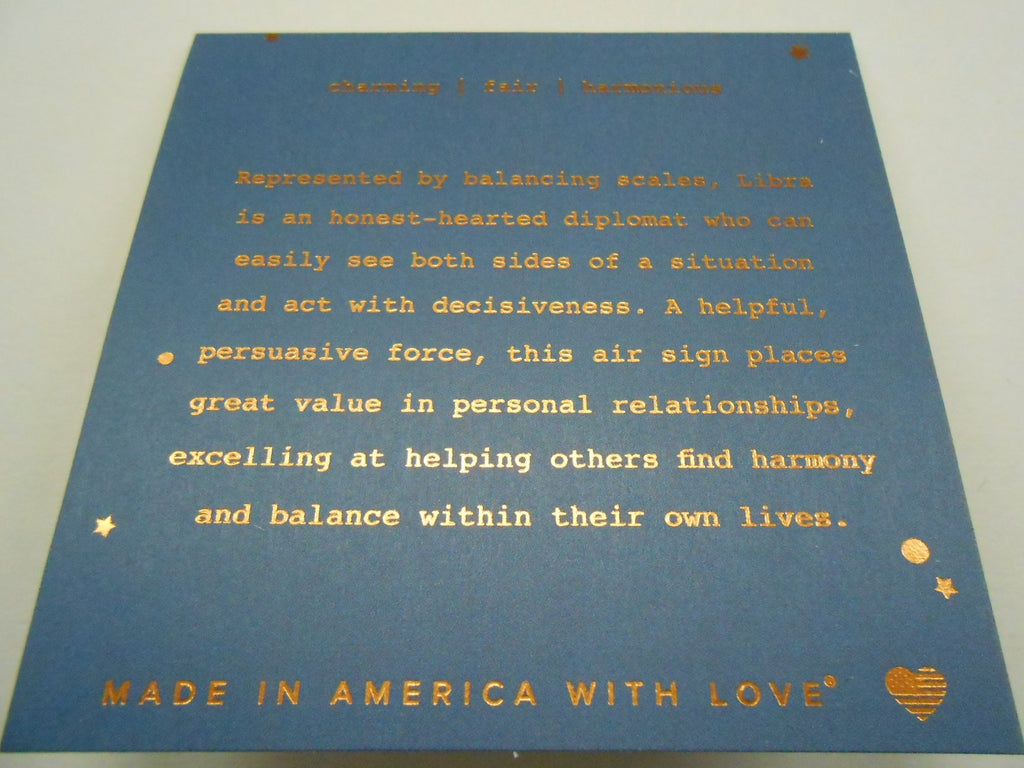 charming | fair | harmonious
Represented by balancing scales, Libra
is an honest-hearted diplomat who can
easily see both sides of a situation
and act with decisiveness. A helpful,
persuasive force, this air sign places
great value in personal relationships,
excelling at helping others find harmony
and balance within their own lives.
MADE IN AMERICA WITH LOVE®